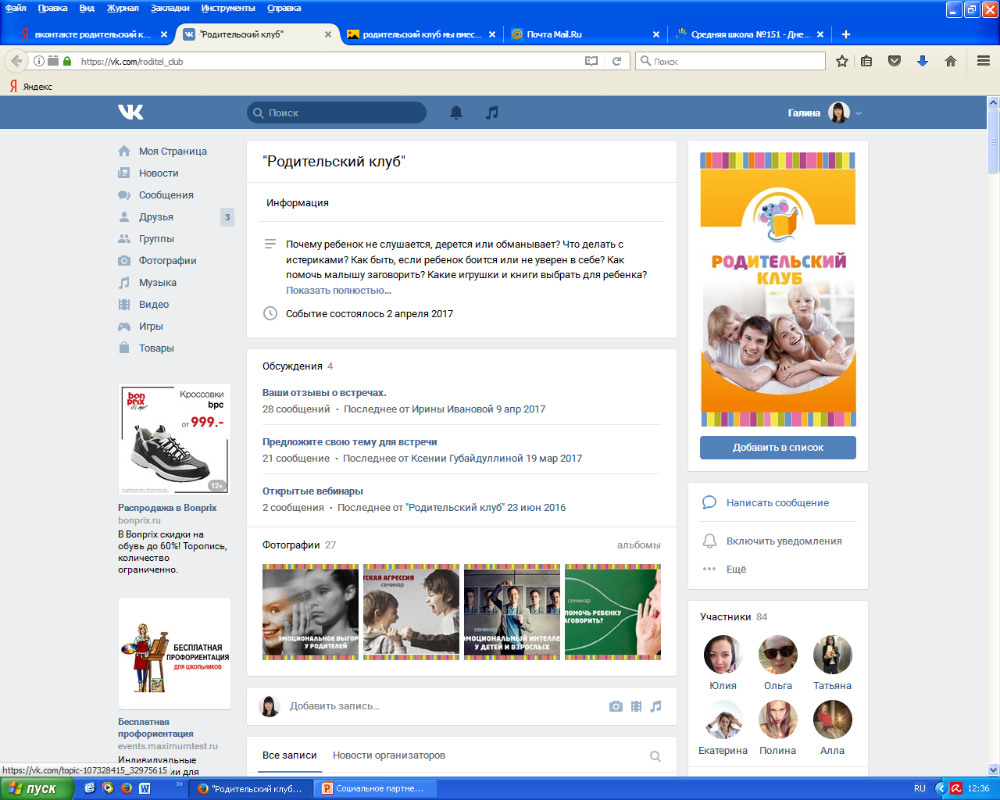 Файл Правка Вид Журнал Закладки Инструменты Справка
вконтакте родительский к...
"Родительский клуб"
родительский клуб мы вмес...
Почта Mail.Ru
Средняя школа №151 - Дне...
https://vk.com/roditel_club
Поиск
Яндекс
Поиск
Галина
Моя Страница
Новости
Сообщения
Друзья 3
Группы
Фотографии
Музыка
Видео
Игры
Товары
bon prix
it's me!
Кроссовки
bpc
от 999.-
12+
Распродажа в Bonprix
bonprix.ru
В Bonprix скидки на
обувь до 60%! Торопись,
количество
ограниченно.
БЕСПЛАТНАЯ
ПРОФОРИЕНТАЦИЯ
ДЛЯ ШКОЛЬНИКОВ
Бесплатная
профориентация
events.maximumtest.ru
Индивидуальные
"Родительский клуб"
Информация
Почему ребенок не слушается, дерется или обманывает? Что делать с
истериками? Как быть, если ребенок боится или не уверен в себе? Как
помочь малышу заговорить? Какие игрушки и книги выбрать для ребенка?
Показать полностью...
Событие состоялось 2 апреля 2017
Обсуждения 4
Ваши отзывы о встречах.
28 сообщений · Последнее от Ирины Ивановой 9 апр 2017
Предложите свою тему для встречи
21 сообщение · Последнее от Ксении Губайдуллиной 19 мар 2017
Открытые вебинары
2 сообщения · Последнее от "Родительский клуб" 23 июн 2016
Фотографии 27
альбомы
семи
ЭМОЦИОНАЛЬНОЕ ВЫГОР
У РОДИТЕЛЕЙ
ТСКАЯ АГРЕССИЯ
семинар
семинар
ЭМОЦИОНАЛЬНЫЙ ИНТЕЛЛЕ
У ДЕТЕЙ И ВЗРОСЛЫХ
семинар
ПОМОЧЬ РЕБЕНКУ
АГОВОРИТЬ?
Добавить запись...
Все записи
Новости организаторов
РОДИТЕЛЬСКИЙ
КЛУБ
Добавить в список
Написать сообщение
Включить уведомления
Ещё
Участники 84
Юлия
Ольга
Татьяна
Екатерина
Полина
Алла
https://vk.com/topic-107328415_32975615
ии для
пуск
"Родительский клуб...
Социальное партне...
RU
12:36